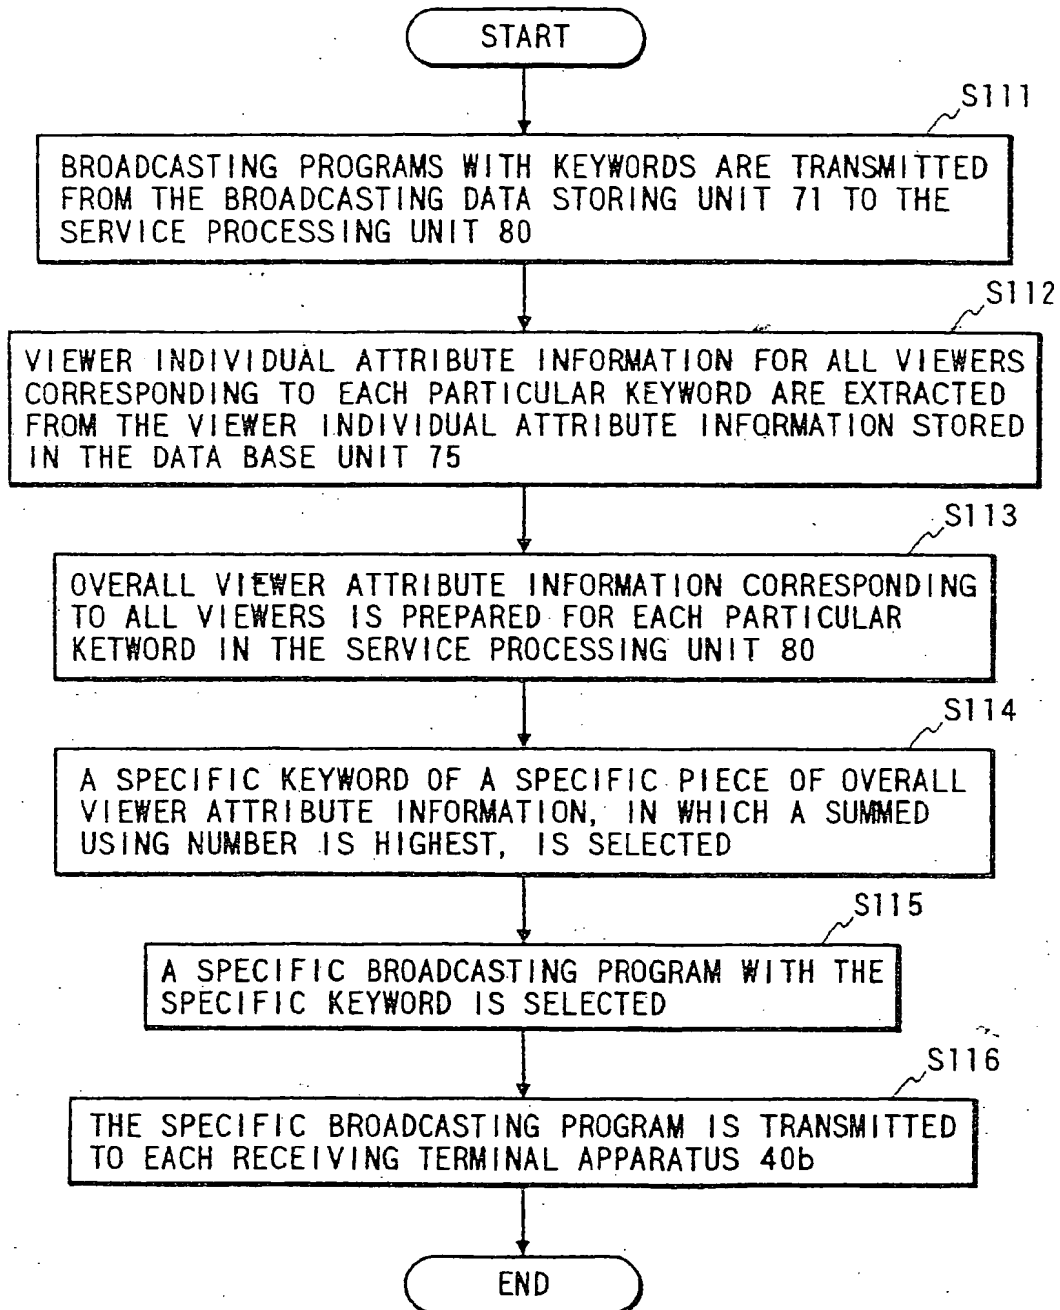 START
S111
BROADCASTING PROGRAMS WITH KEYWORDS ARE TRANSMITTED
FROM THE BROADCASTING DATA STORING UNIT 71 TO THE
SERVICE PROCESSING UNIT 80
S112
VIEWER INDIVIDUAL ATTRIBUTE INFORMATION FOR ALL VIEWERS
CORRESPONDING TO EACH PARTICULAR KEYWORD ARE EXTRACTED
FROM THE VIEWER INDIVIDUAL ATTRIBUTE INFORMATION STORED
IN THE DATA BASE UNIT 75
S113
OVERALL VIEWER ATTRIBUTE INFORMATION CORRESPONDING
TO ALL VIEWERS IS PREPARED FOR EACH PARTICULAR
KETWORD IN THE SERVICE PROCESSING UNIT 80
S114
A SPECIFIC KEYWORD OF A SPECIFIC PIECE OF OVERALL
VIEWER ATTRIBUTE INFORMATION, IN WHICH A SUMMED
USING NUMBER IS HIGHEST, IS SELECTED
S115
A SPECIFIC BROADCASTING PROGRAM WITH THE
SPECIFIC KEYWORD IS SELECTED
S116
THE SPECIFIC BROADCASTING PROGRAM IS TRANSMITTED
TO EACH RECEIVING TERMINAL APPARATUS 40b
END